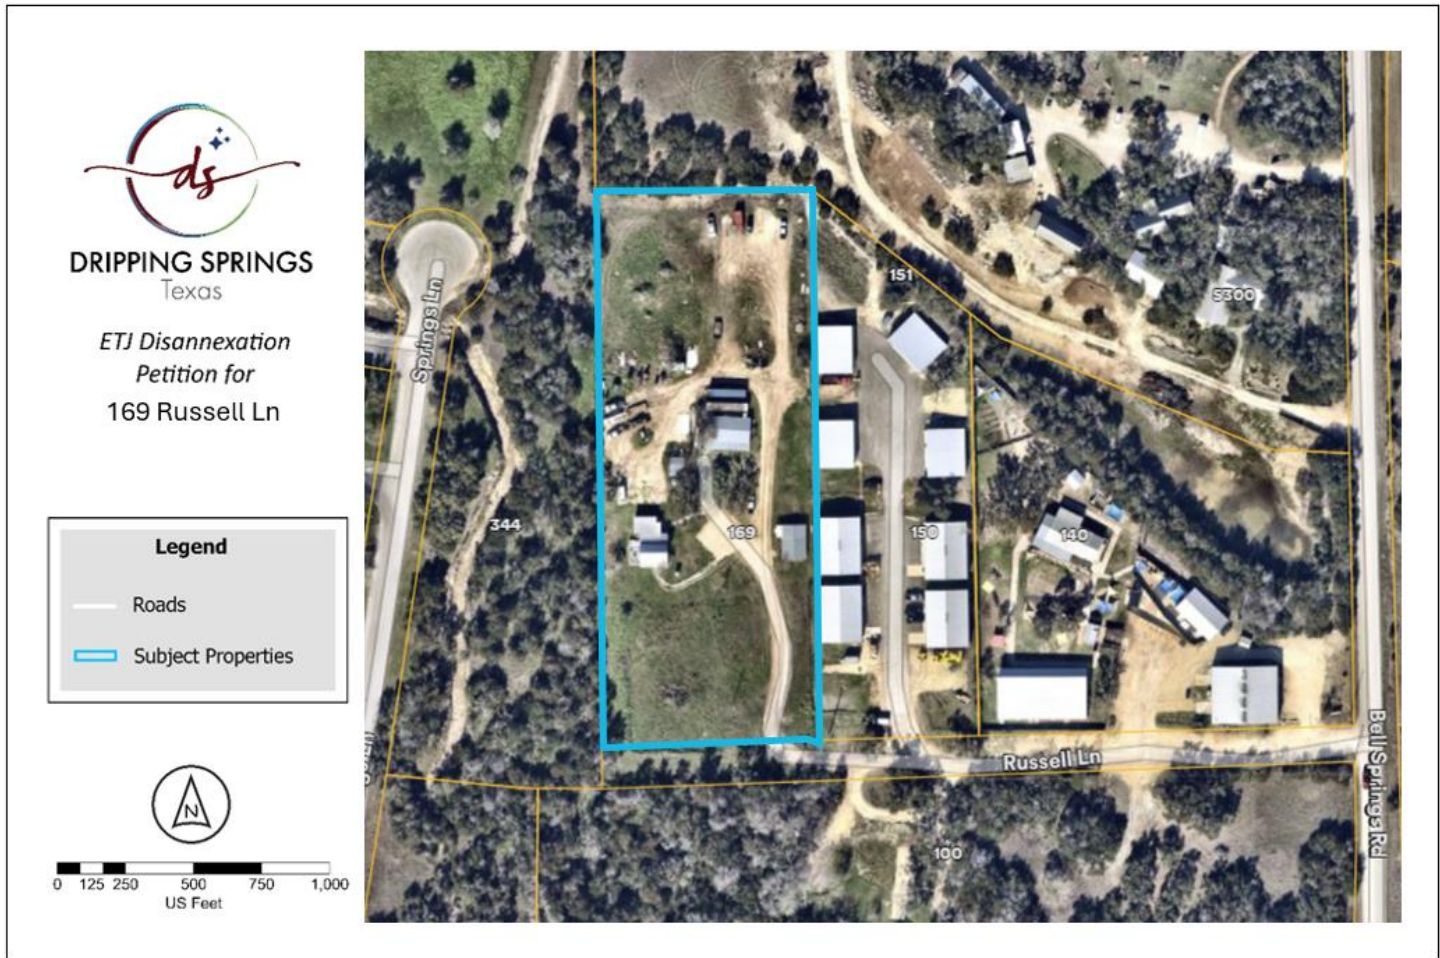 ds
DRIPPING SPRINGS
Texas
ETJ Disannexation
Petition for
169 Russell Ln
Legend
Roads
Subject Properties
N
0 125 250 500 750 1,000
US Feet
Springs Ln
151
5300
344
169
150
140
Russell Ln
Bell Springs Rd
100